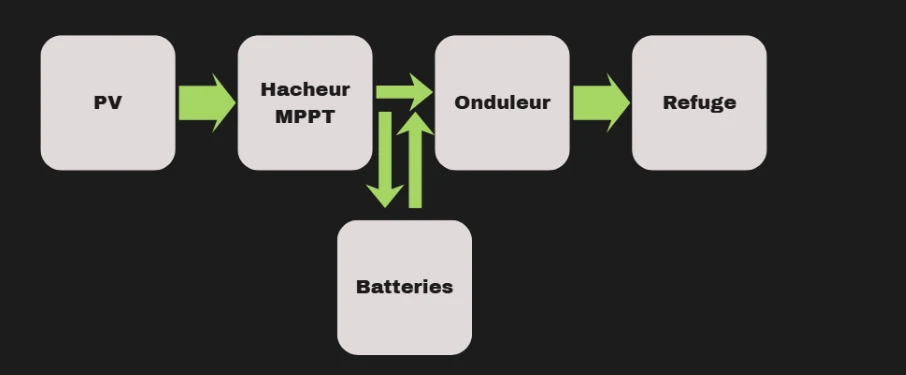 PV
Hacheur
MPPT
Onduleur
Refuge
Batteries